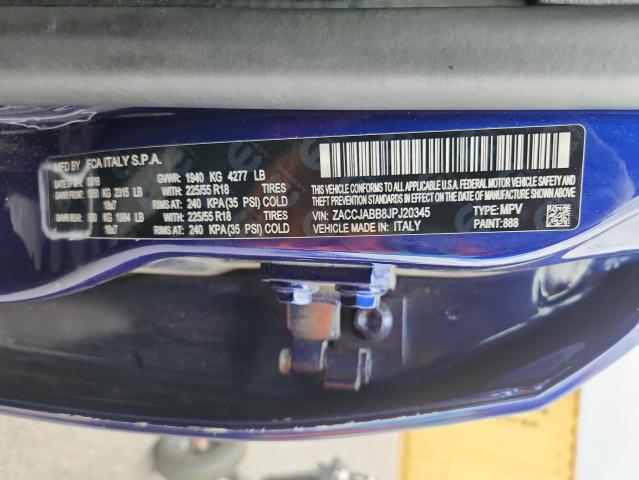 MFD BY FCA ITALY S.P.A.
GVWR: 1940 KG 4277 LB
KG 2315 LB WITH 225/55 R18 TIRES
18x7 RIMS AT: 240 KPA(35 PSI) COLD
GAWR REAR: KG 1984 LB WITH 225/55 R18 TIRES
18x7 RIMS AT: 240 KPA(35 PSI) COLD
THIS VEHICLE CONFORMS TO ALL APPLICABLE U.S.A. FEDERAL MOTOR VEHICLE SAFETY,
BUMPER AND THEFT PREVENTION STANDARDS IN EFFECT ON THE DATE OF MANUFACTURE SHOWN ABOVE
VIN: ZACCJABB8JPJ20345 TYPE: MPV
VEHICLE MADE IN: ITALY PAINT:888